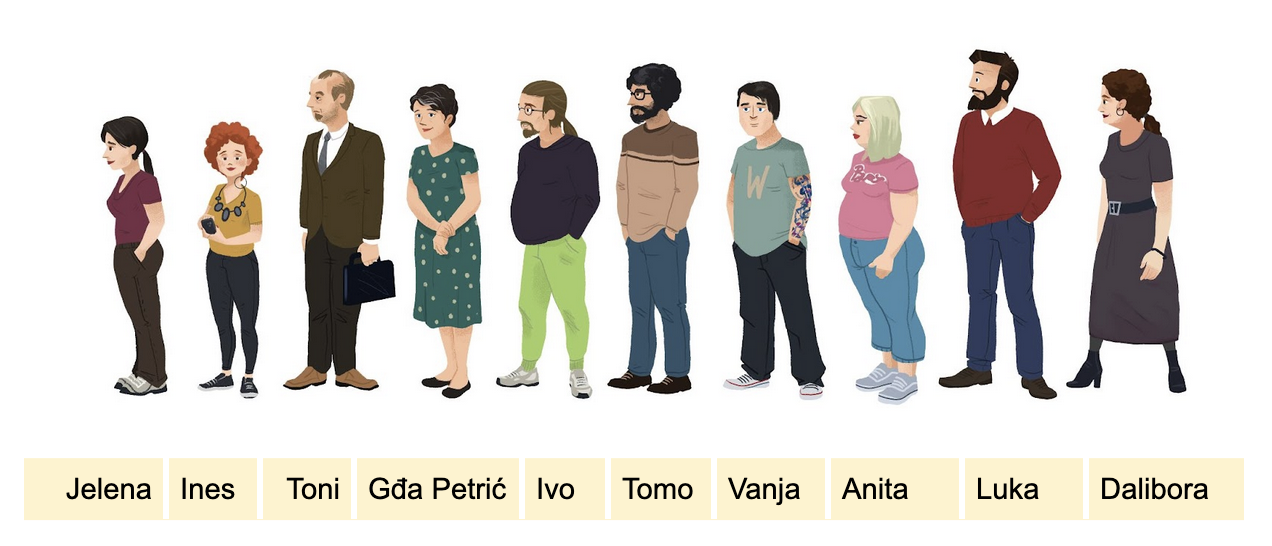 W
Jelena Ines Toni Gđa Petrić Ivo Tomo Vanja Anita Luka Dalibora